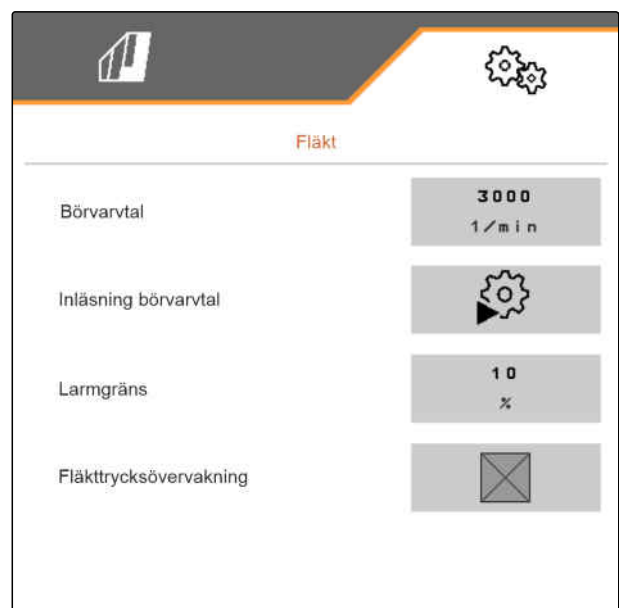 Fläkt
Börvarvtal
3000
1/min
Inläsning börvarvtal
Larmgräns
10
%
Fläkttrycksövervakning